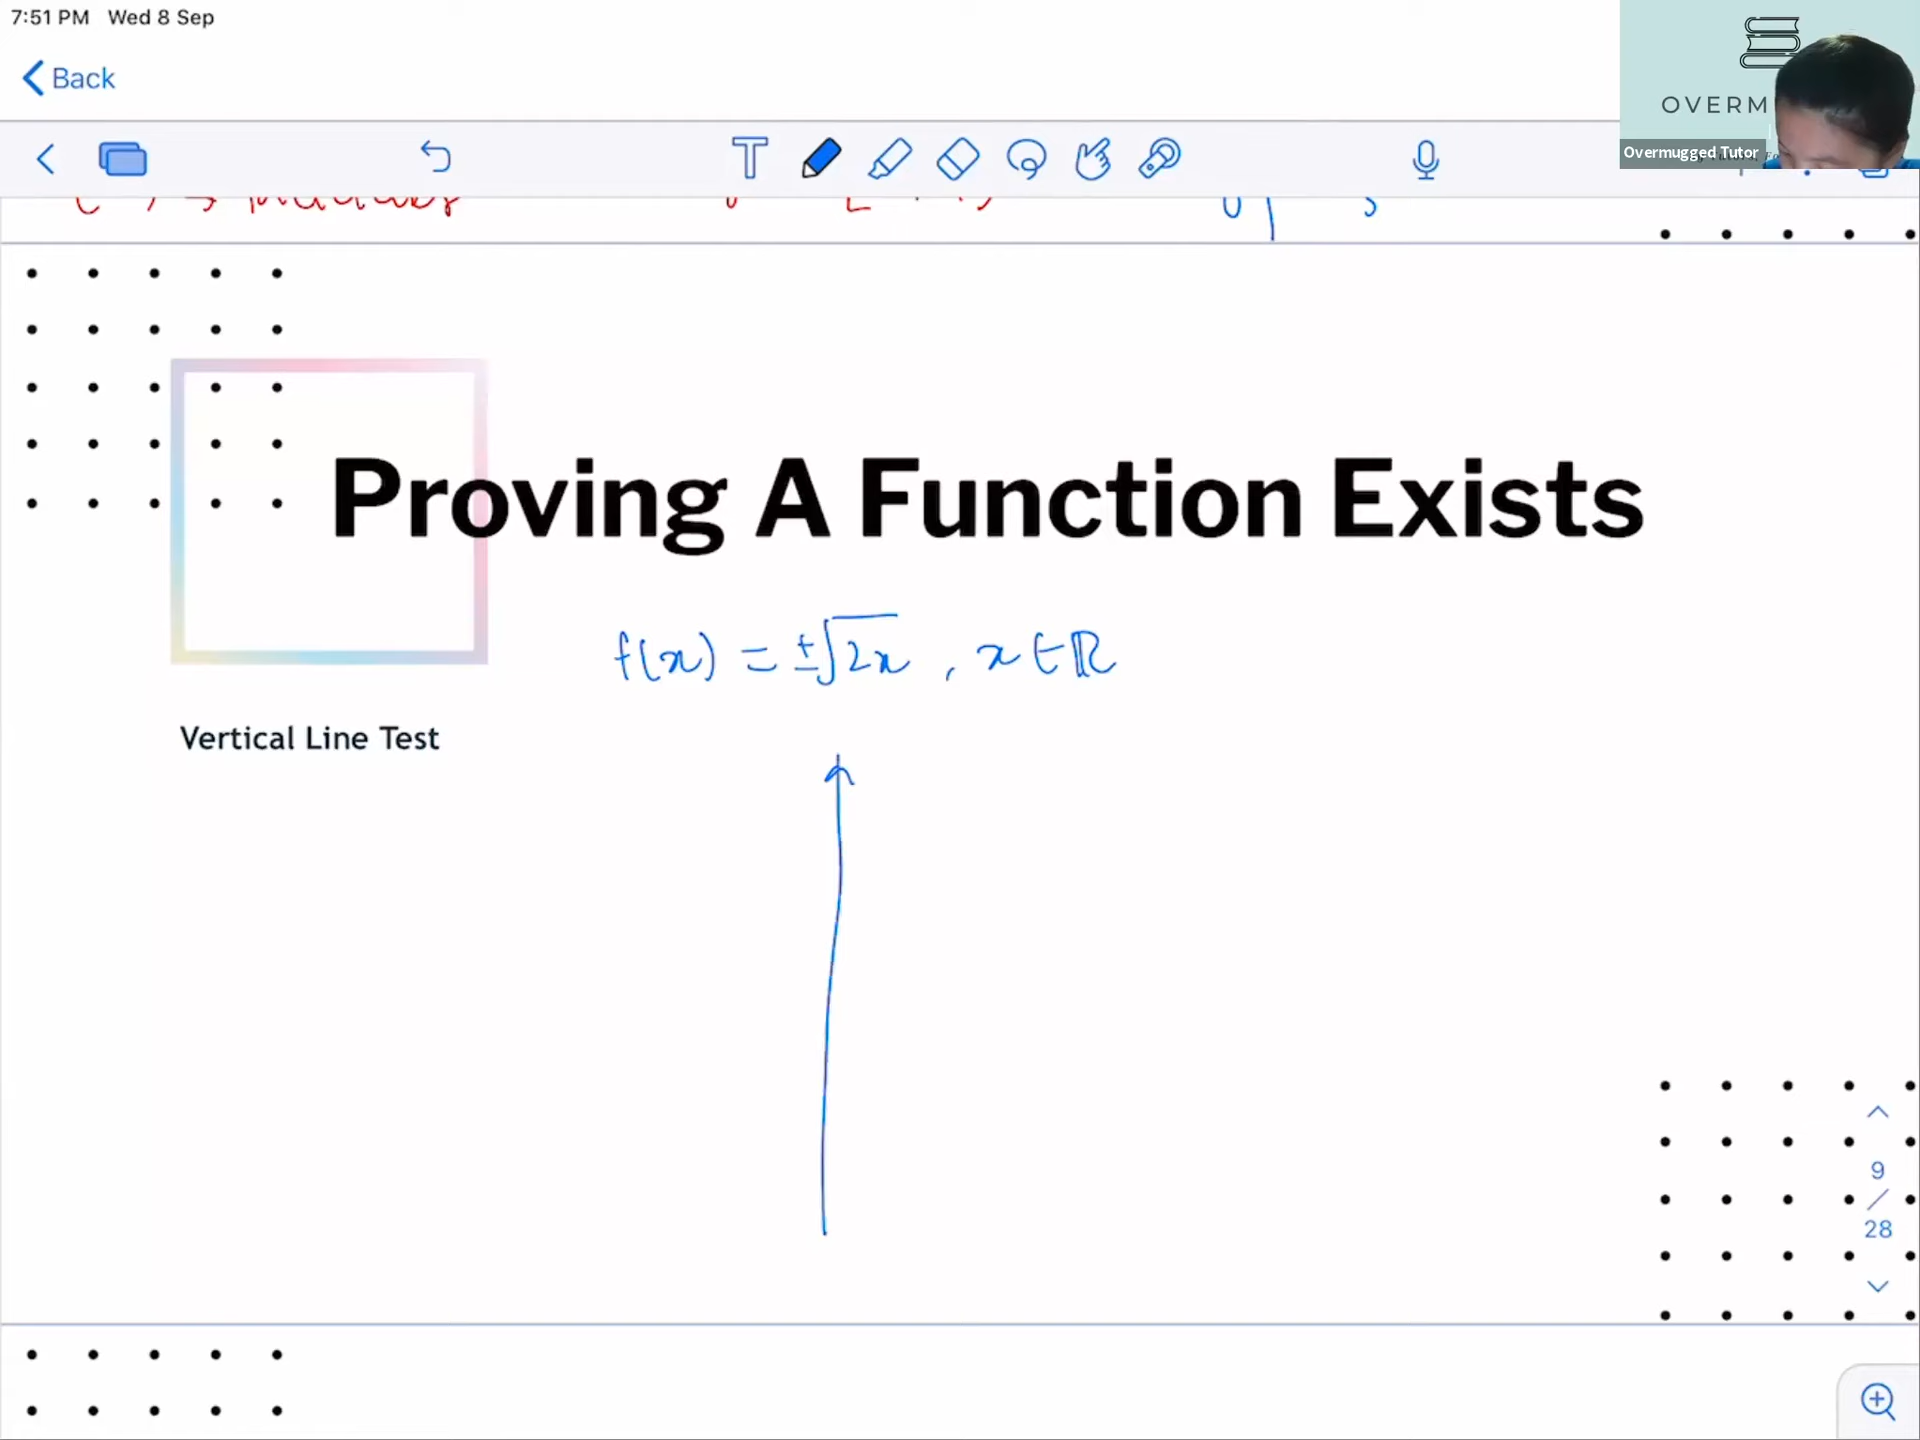 7:51 PM Wed 8 Sep
Back
OVERM
Overmugged Tutor
Proving A Function Exists
f(x) = ±√2x , x ∈ ℝ
Vertical Line Test
9
/
28